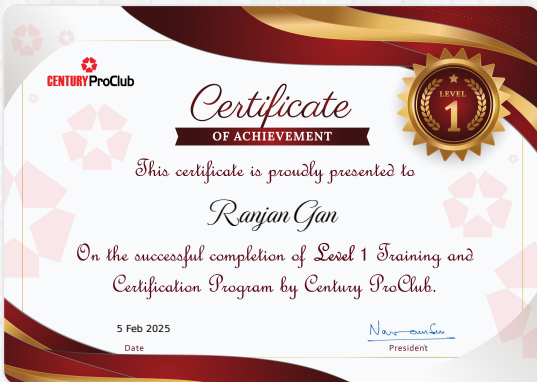 CENTURY ProClub
Certificate
OF ACHIEVEMENT
LEVEL
1
This certificate is proudly presented to
Ranjan Gan
On the successful completion of Level 1 Training and
Certification Program by Century ProClub.
5 Feb 2025
Date
President